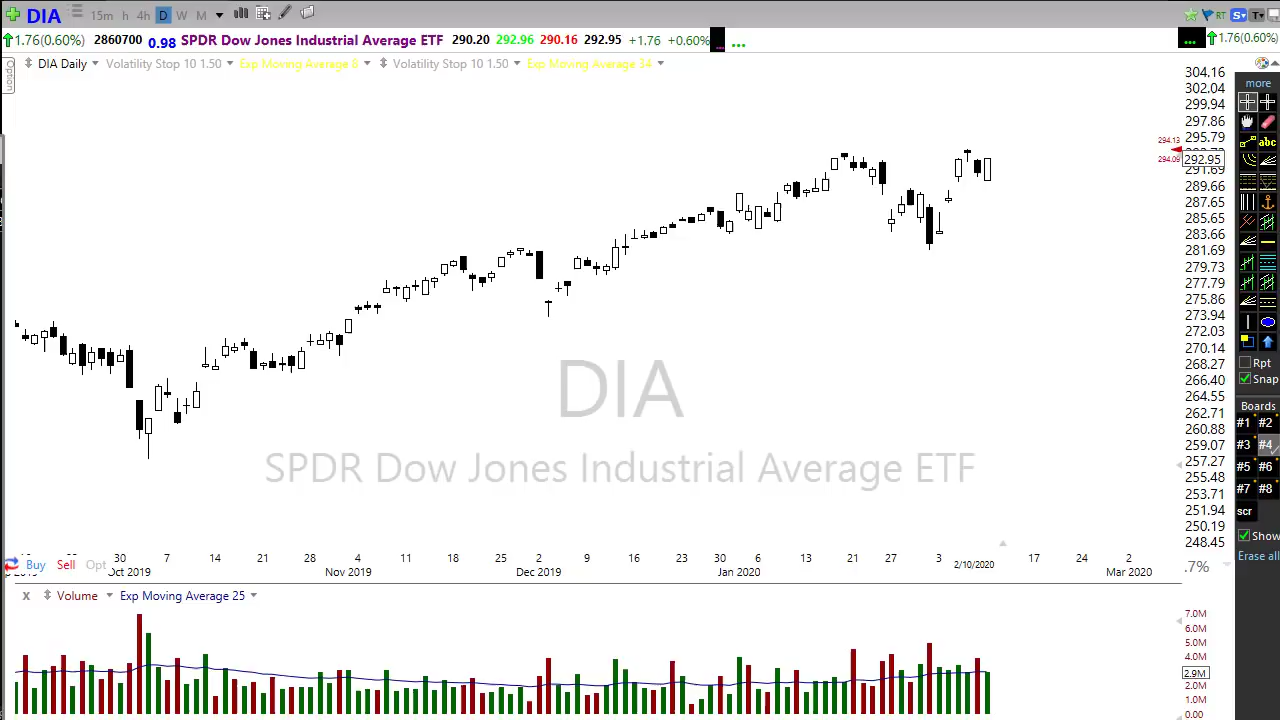 DIA 15m h 4h D W M RT S T
1.76(0.60%) 2860700 0.98 SPDR Dow Jones Industrial Average ETF 290.20 292.96 290.16 292.95 +1.76 +0.60% ... ... 1.76(0.60%)
Option
DIA Daily Volatility Stop 10 1.50 Exp Moving Average 8 Volatility Stop 10 1.50 Exp Moving Average 34
304.16
302.04
299.94
297.86
295.79
294.13
294.09
292.95
291.69
289.66
287.65
285.65
283.66
281.69
279.73
277.79
275.86
273.94
272.03
270.14
268.27
266.40
264.55
262.71
260.88
259.07
257.27
255.48
253.71
251.94
250.19
248.45
more
abc
Rpt
Snap
Boards
#1 #2
#3 #4
#5 #6
#7 #8
scr
Show
Erase all
DIA
SPDR Dow Jones Industrial Average ETF
30 7 14 21 28 4 11 18 25 2 9 16 23 30 6 13 21 27 3 2/10/2020 17 24 2
Oct 2019 Nov 2019 Dec 2019 Jan 2020 Mar 2020
Buy Sell Opt
.7%
x Volume Exp Moving Average 25
7.0M
6.0M
5.0M
4.0M
2.9M
2.0M
1.0M
0.00